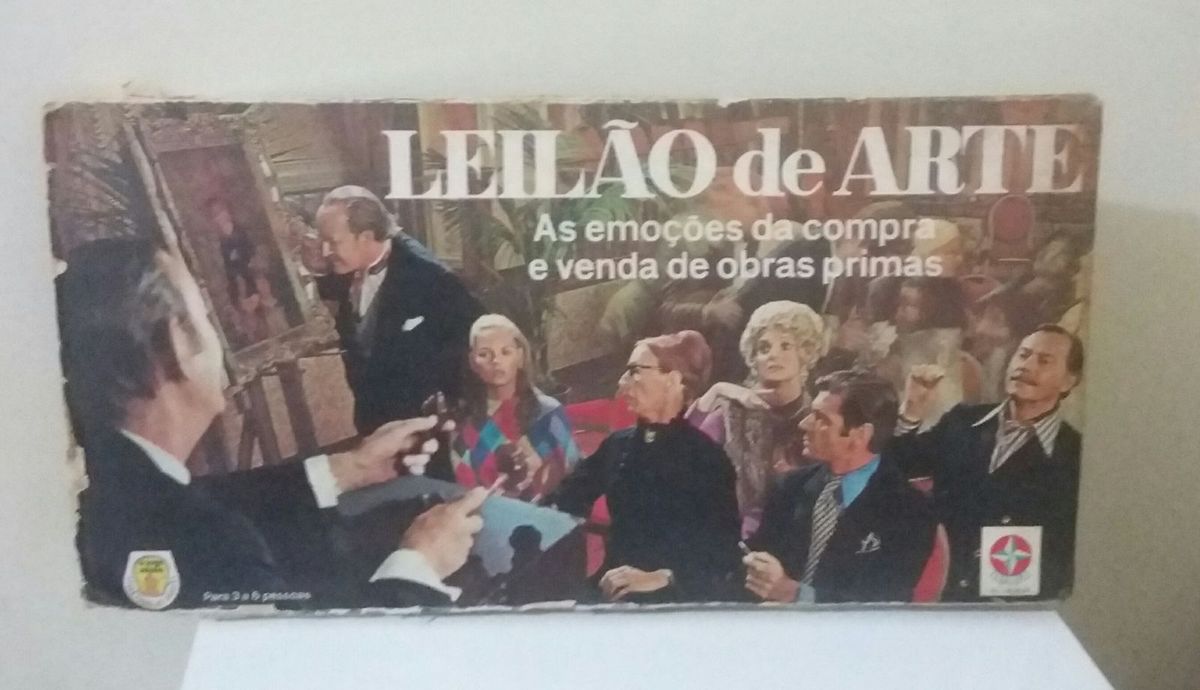 LEILÃO de ARTE
As emoções da compra
e venda de obras primas
Para 3 a 6 pessoas